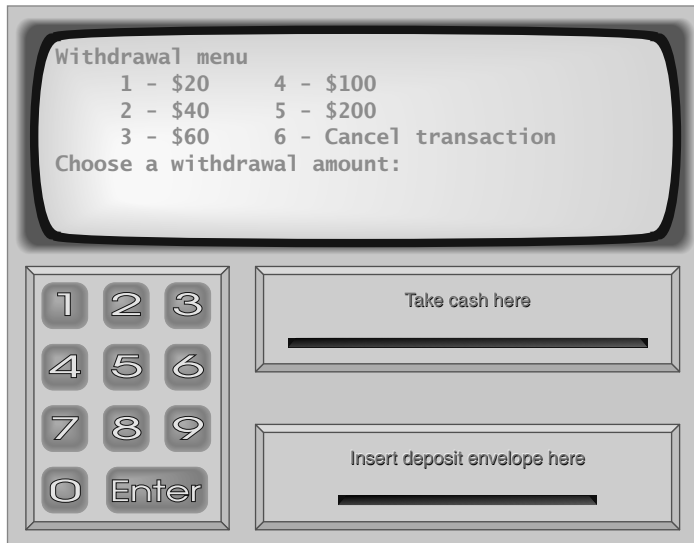 Withdrawal menu
1 - $20 4 - $100
2 - $40 5 - $200
3 - $60 6 - Cancel transaction
Choose a withdrawal amount:
1 2 3
4 5 6
7 8 9
0 Enter
Take cash here
Insert deposit envelope here